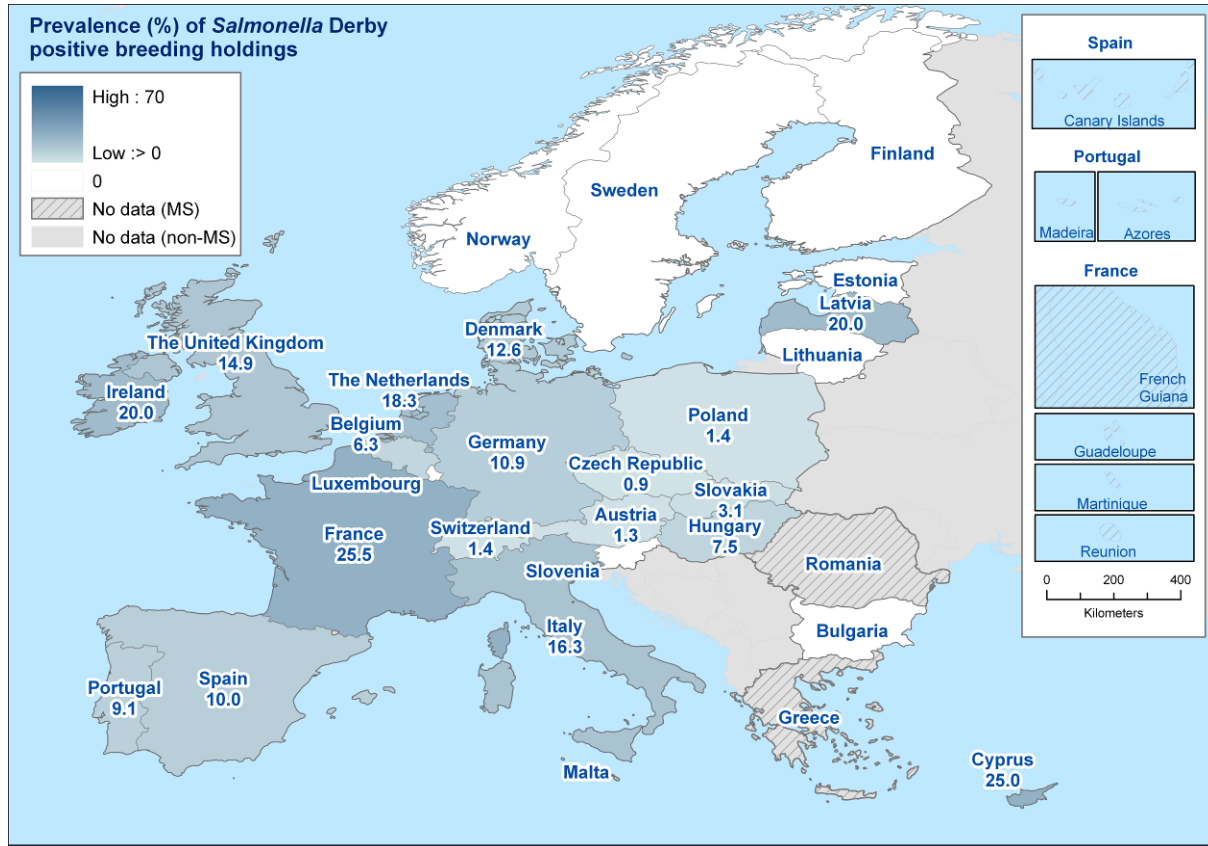 Prevalence (%) of Salmonella Derby
positive breeding holdings
High : 70
Low :> 0
0
No data (MS)
No data (non-MS)
Spain
Canary Islands
Portugal
Madeira
Azores
France
French
Guiana
Guadeloupe
Martinique
Reunion
0 200 400
Kilometers
Finland
Sweden
Norway
Estonia
Latvia
20.0
Lithuania
Denmark
12.6
The United Kingdom
14.9
Ireland
20.0
The Netherlands
18.3
Belgium
6.3
Germany
10.9
Poland
1.4
Czech Republic
0.9
Luxembourg
Slovakia
3.1
Austria
1.3
Hungary
7.5
France
25.5
Switzerland
1.4
Slovenia
Romania
Italy
16.3
Bulgaria
Portugal
9.1
Spain
10.0
Greece
Malta
Cyprus
25.0